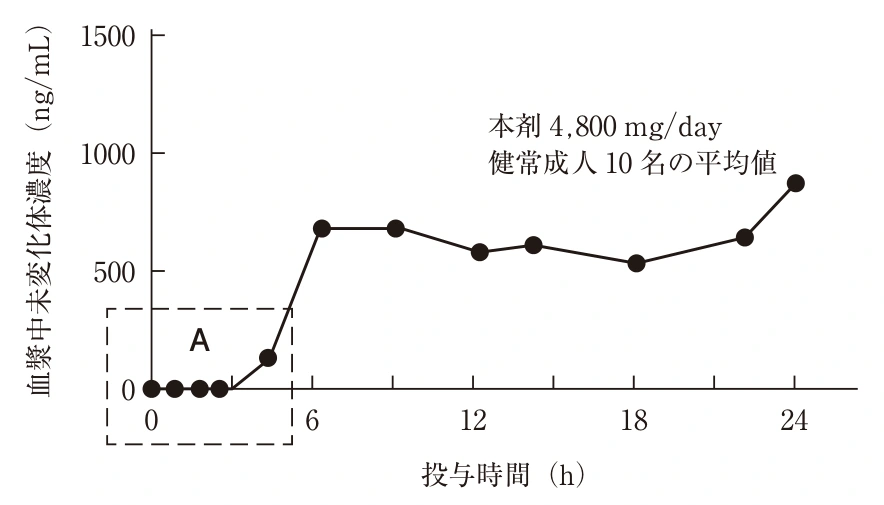 血漿中未変化体濃度（ng/mL）
1500
1000
500
0
本剤 4,800 mg/day
健常成人 10 名の平均値
A
0 6 12 18 24
投与時間（h）